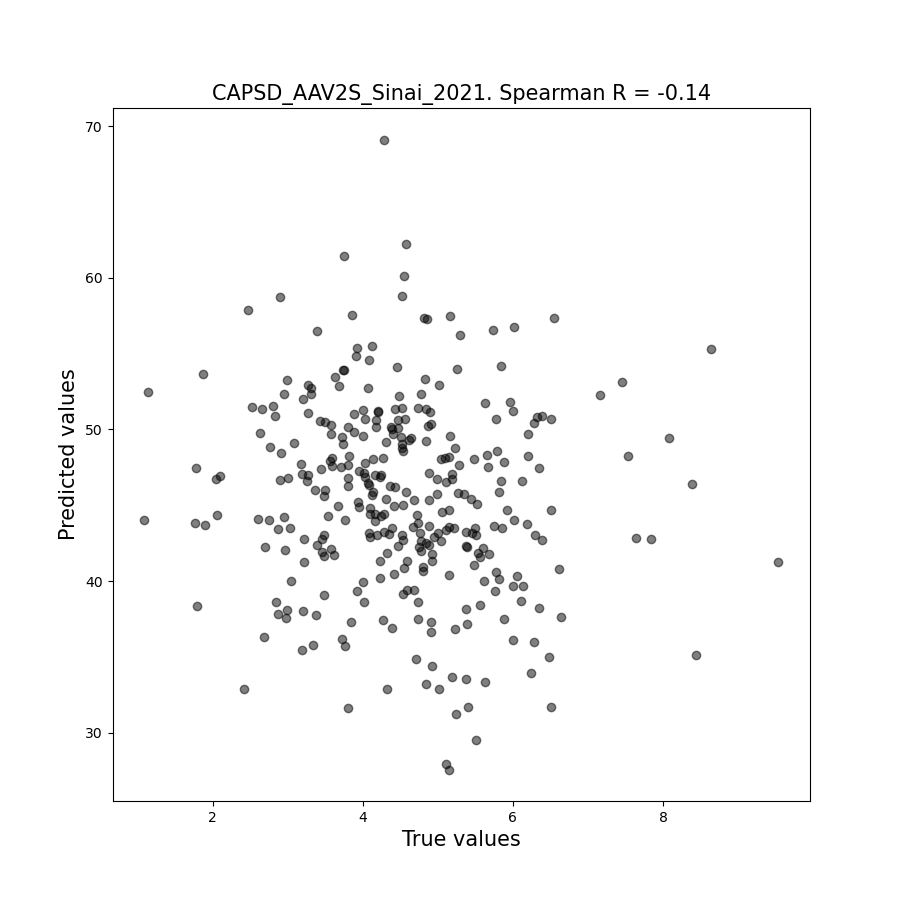 CAPSD_AAV2S_Sinai_2021. Spearman R = -0.14
70
60
50
40
30
Predicted values
2 4 6 8
True values